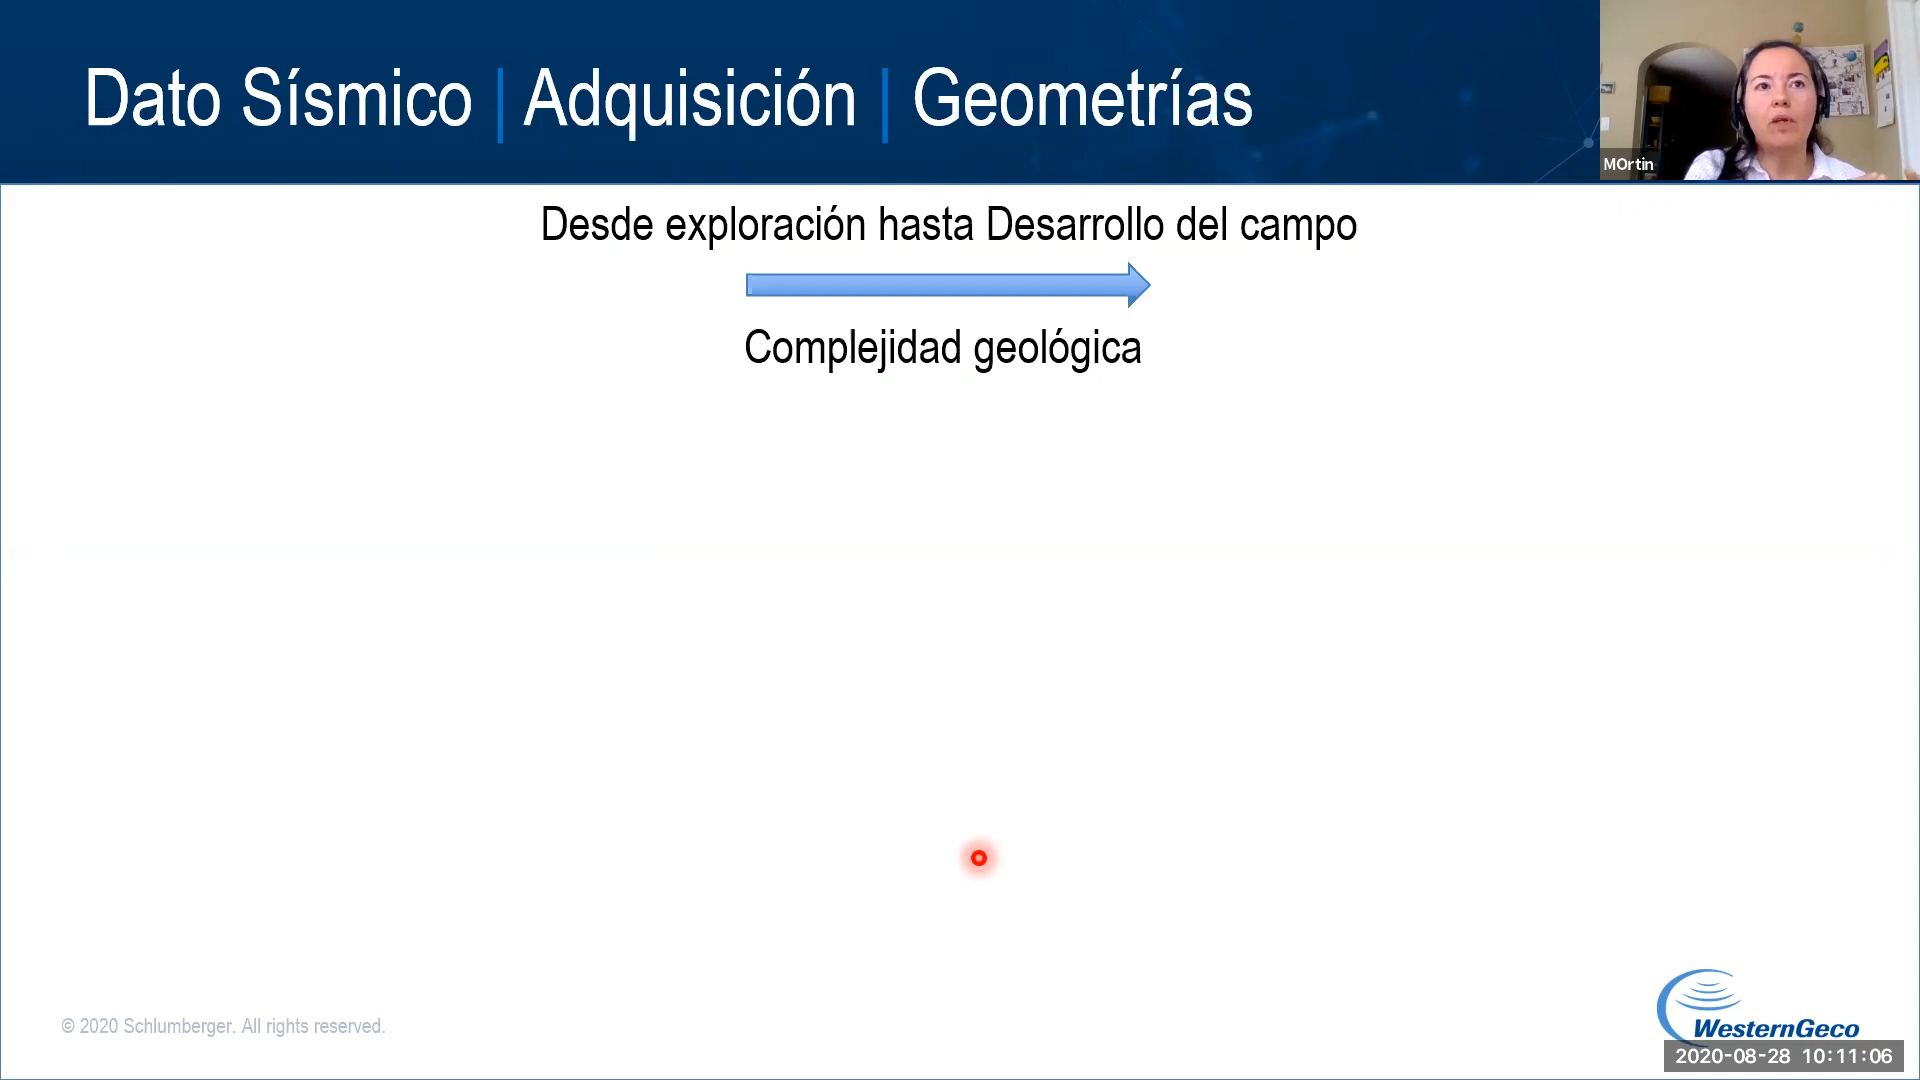 Dato Sísmico | Adquisición | Geometrías
MOrtin
Desde exploración hasta Desarrollo del campo
Complejidad geológica
© 2020 Schlumberger. All rights reserved.
WesternGeco
2020-08-28 10:11:06